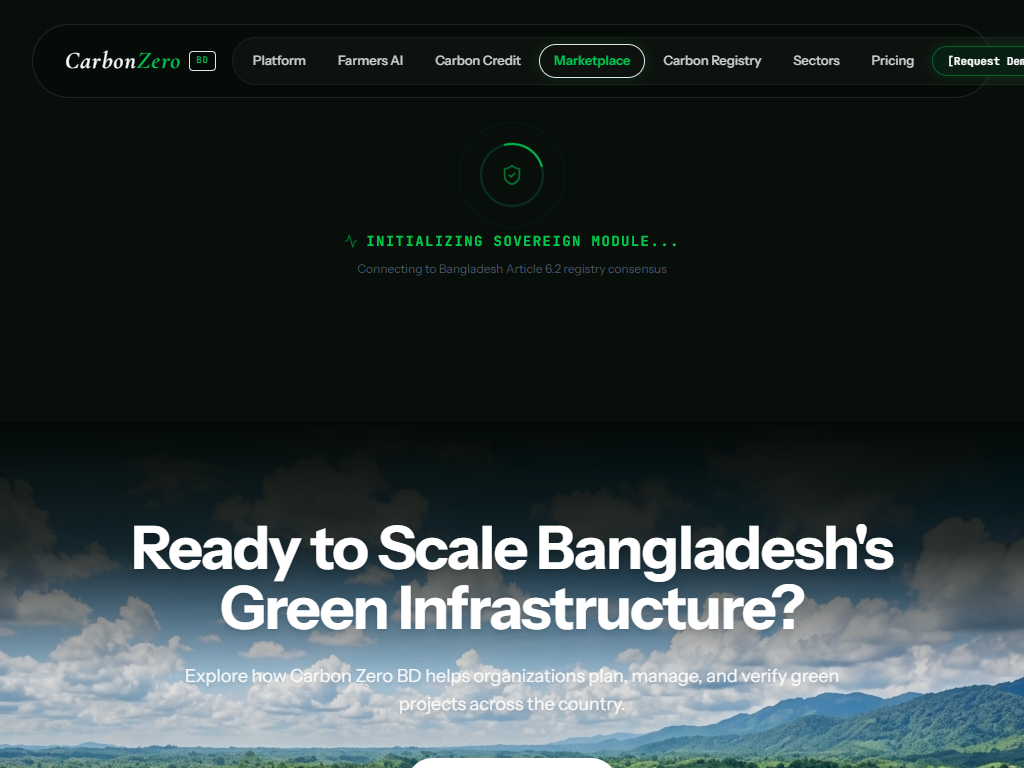 CarbonZero BD Platform Farmers AI Carbon Credit Marketplace Carbon Registry Sectors Pricing [Request
INITIALIZING SOVEREIGN MODULE...
Connecting to Bangladesh Article 6.2 registry consensus
Ready to Scale Bangladesh's
Green Infrastructure?
Explore how Carbon Zero BD helps organizations plan, manage, and verify green
projects across the country.